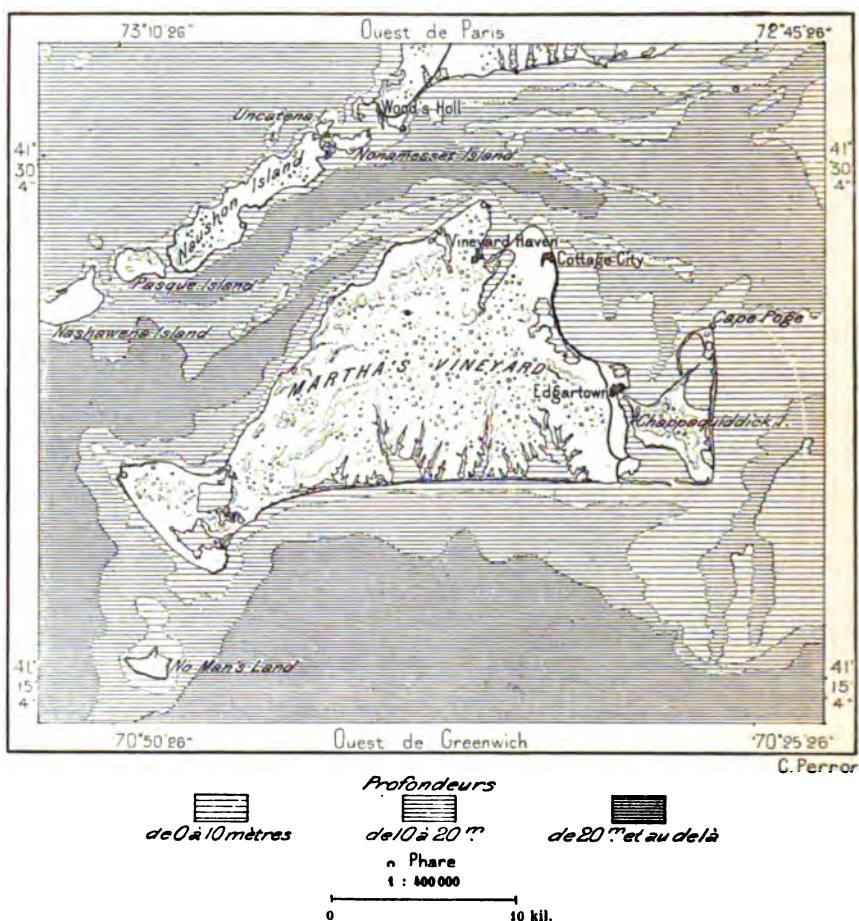 73°10'26" Ouest de Paris 72°45'26"
Wood's Holl
Uncatena I.
41°
30'
4"
41°
30'
4"
Nonamesset Island
Naushon Island
Vineyard Haven
Cottage City
Pasque Island
Nashawena Island
Cape Poge
MARTHA'S VINEYARD
Edgartown
Chappaquiddick I.
No Man's Land
41°
15'
4"
41°
15'
4"
70°50'26" Ouest de Greenwich 70°25'26"
C. Perron
Profondeurs
de 0 à 10 mètres de 10 à 20 m. de 20 m. et au delà
Phare
1 : 400 000
0 10 kil.